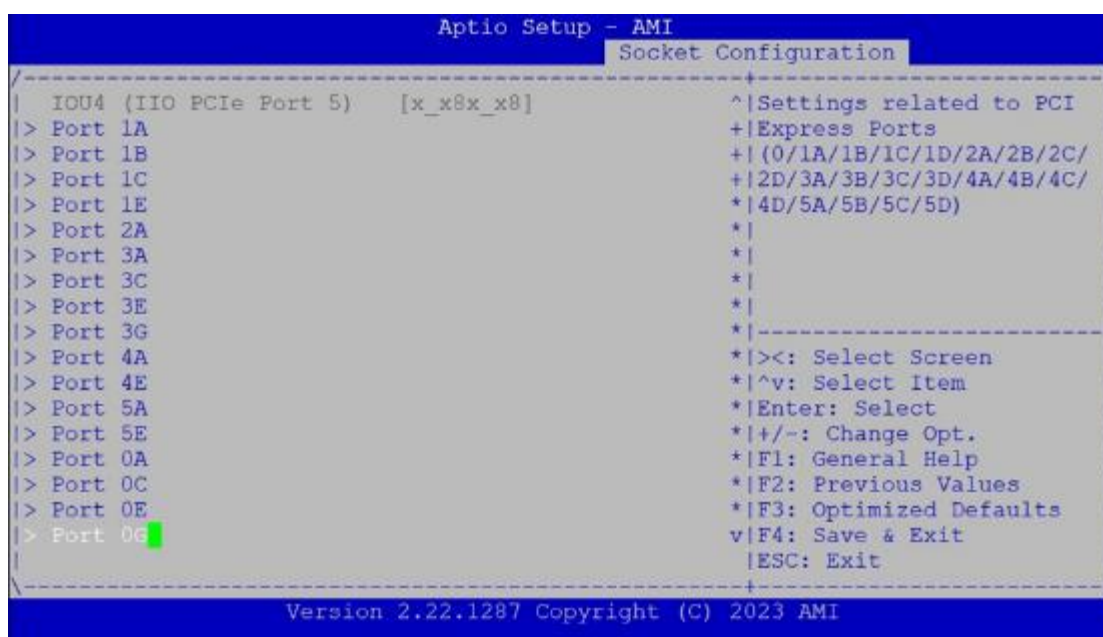 Aptio Setup - AMI
Socket Configuration
/-----------------------------------------------------+-------------------------
| IOU4 (IIO PCIe Port 5) [x_x8x_x8] ^|Settings related to PCI
|> Port 1A +|Express Ports
|> Port 1B +|(0/1A/1B/1C/1D/2A/2B/2C/
|> Port 1C +|2D/3A/3B/3C/3D/4A/4B/4C/
|> Port 1E *|4D/5A/5B/5C/5D)
|> Port 2A *|
|> Port 3A *|
|> Port 3C *|
|> Port 3E *|
|> Port 3G *|-------------------------
|> Port 4A *|><: Select Screen
|> Port 4E *|^v: Select Item
|> Port 5A *|Enter: Select
|> Port 5E *|+/-: Change Opt.
|> Port 0A *|F1: General Help
|> Port 0C *|F2: Previous Values
|> Port 0E *|F3: Optimized Defaults
|> Port 0G v|F4: Save & Exit
| |ESC: Exit
\-----------------------------------------------------+-------------------------
Version 2.22.1287 Copyright (C) 2023 AMI